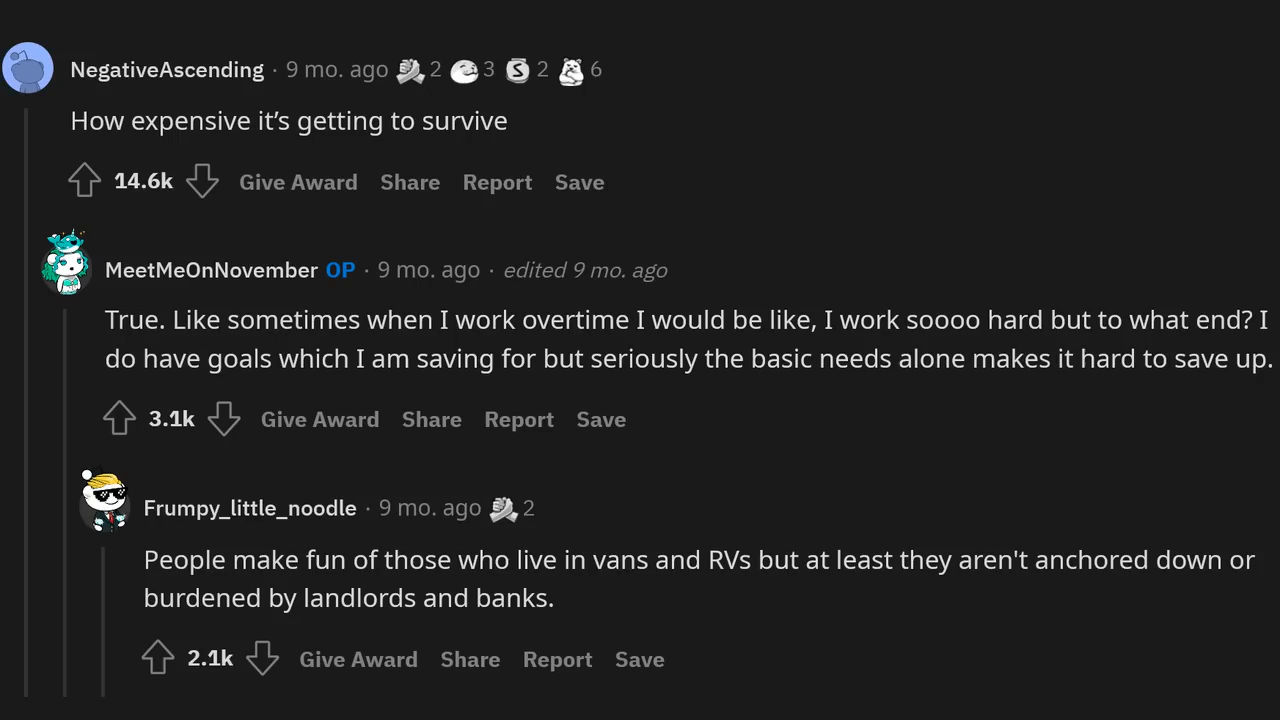 NegativeAscending · 9 mo. ago 2 3 S 2 6
How expensive it’s getting to survive
14.6k Give Award Share Report Save
MeetMeOnNovember OP · 9 mo. ago · edited 9 mo. ago
True. Like sometimes when I work overtime I would be like, I work soooo hard but to what end? I
do have goals which I am saving for but seriously the basic needs alone makes it hard to save up.
3.1k Give Award Share Report Save
Frumpy_little_noodle · 9 mo. ago 2
People make fun of those who live in vans and RVs but at least they aren't anchored down or
burdened by landlords and banks.
2.1k Give Award Share Report Save